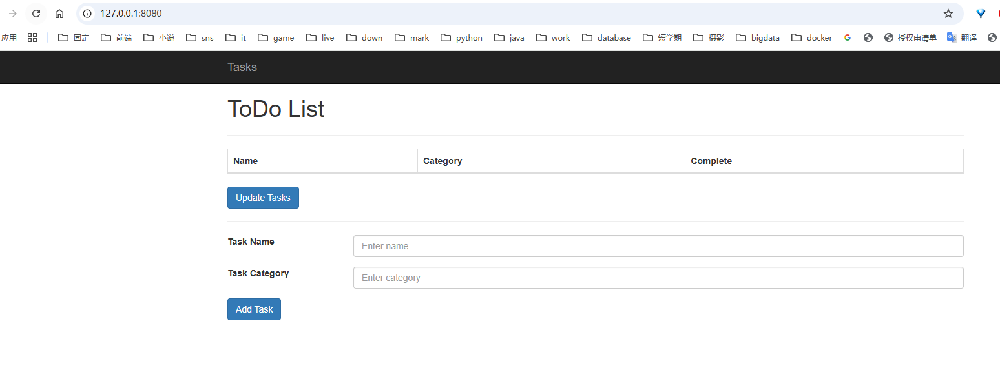 127.0.0.1:8080
应用 固定 前端 小说 sns it game live down mark python java work database 短学期 摄影 bigdata docker 授权申请单 翻译
Tasks
ToDo List
Name Category Complete
Update Tasks
Task Name Enter name
Task Category Enter category
Add Task